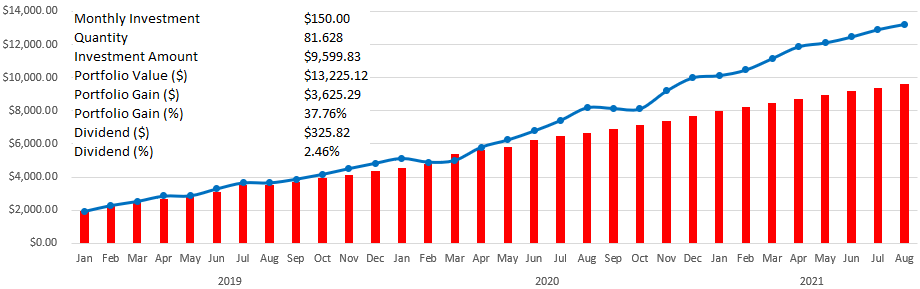 $14,000.00
$12,000.00
$10,000.00
$8,000.00
$6,000.00
$4,000.00
$2,000.00
$0.00
Monthly Investment $150.00
Quantity 81.628
Investment Amount $9,599.83
Portfolio Value ($) $13,225.12
Portfolio Gain ($) $3,625.29
Portfolio Gain (%) 37.76%
Dividend ($) $325.82
Dividend (%) 2.46%
Jan Feb Mar Apr May Jun Jul Aug Sep Oct Nov Dec Jan Feb Mar Apr May Jun Jul Aug Sep Oct Nov Dec Jan Feb Mar Apr May Jun Jul Aug
2019 2020 2021